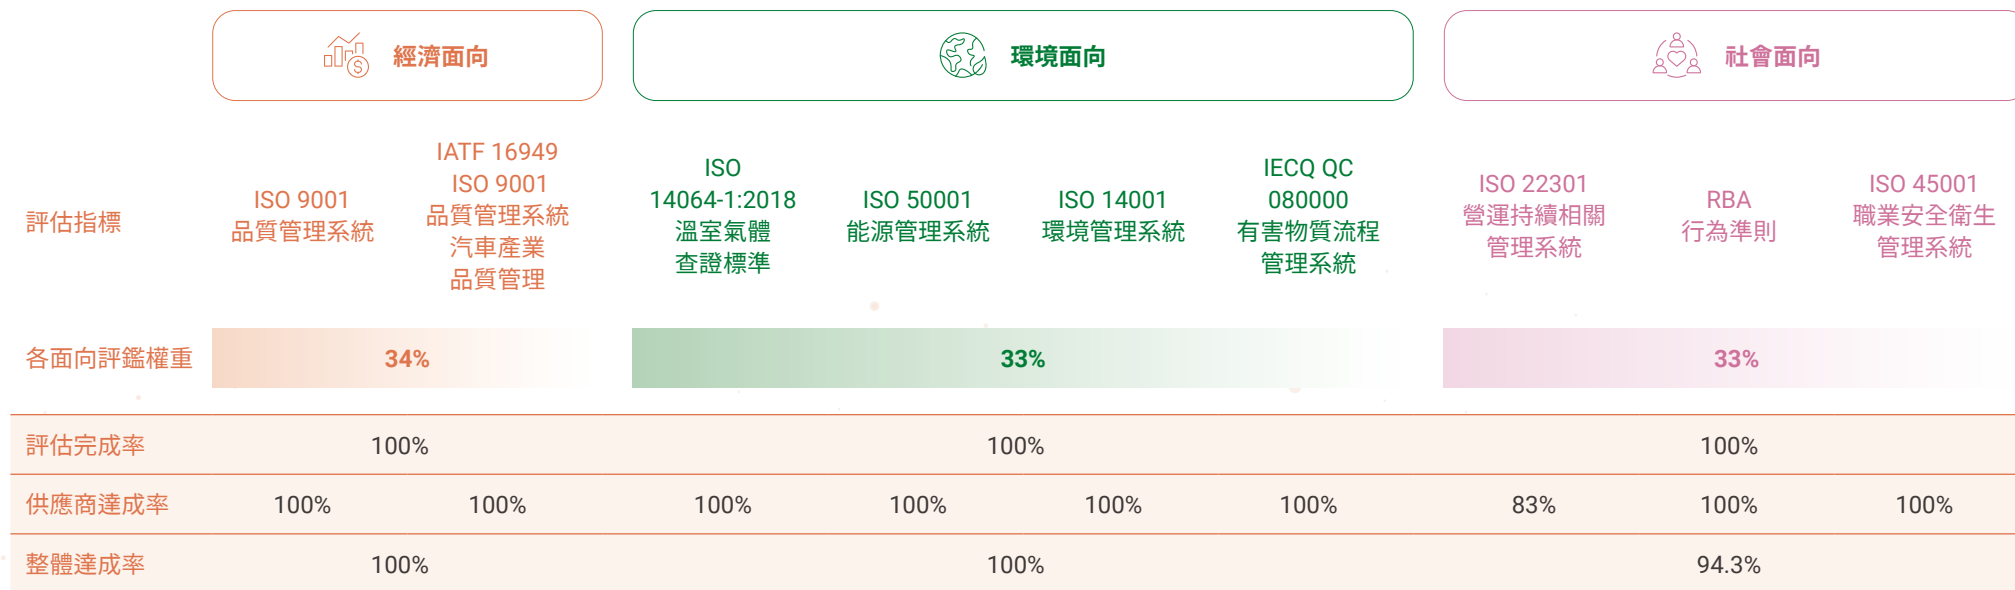 經濟面向
環境面向
社會面向
評估指標
ISO 9001
品質管理系統
IATF 16949
ISO 9001
品質管理系統
汽車產業
品質管理
ISO
14064-1:2018
溫室氣體
查證標準
ISO 50001
能源管理系統
ISO 14001
環境管理系統
IECQ QC
080000
有害物質流程
管理系統
ISO 22301
營運持續相關
管理系統
RBA
行為準則
ISO 45001
職業安全衛生
管理系統
各面向評鑑權重 34% 33% 33%
評估完成率 100% 100% 100%
供應商達成率 100% 100% 100% 100% 100% 100% 83% 100% 100%
整體達成率 100% 100% 94.3%